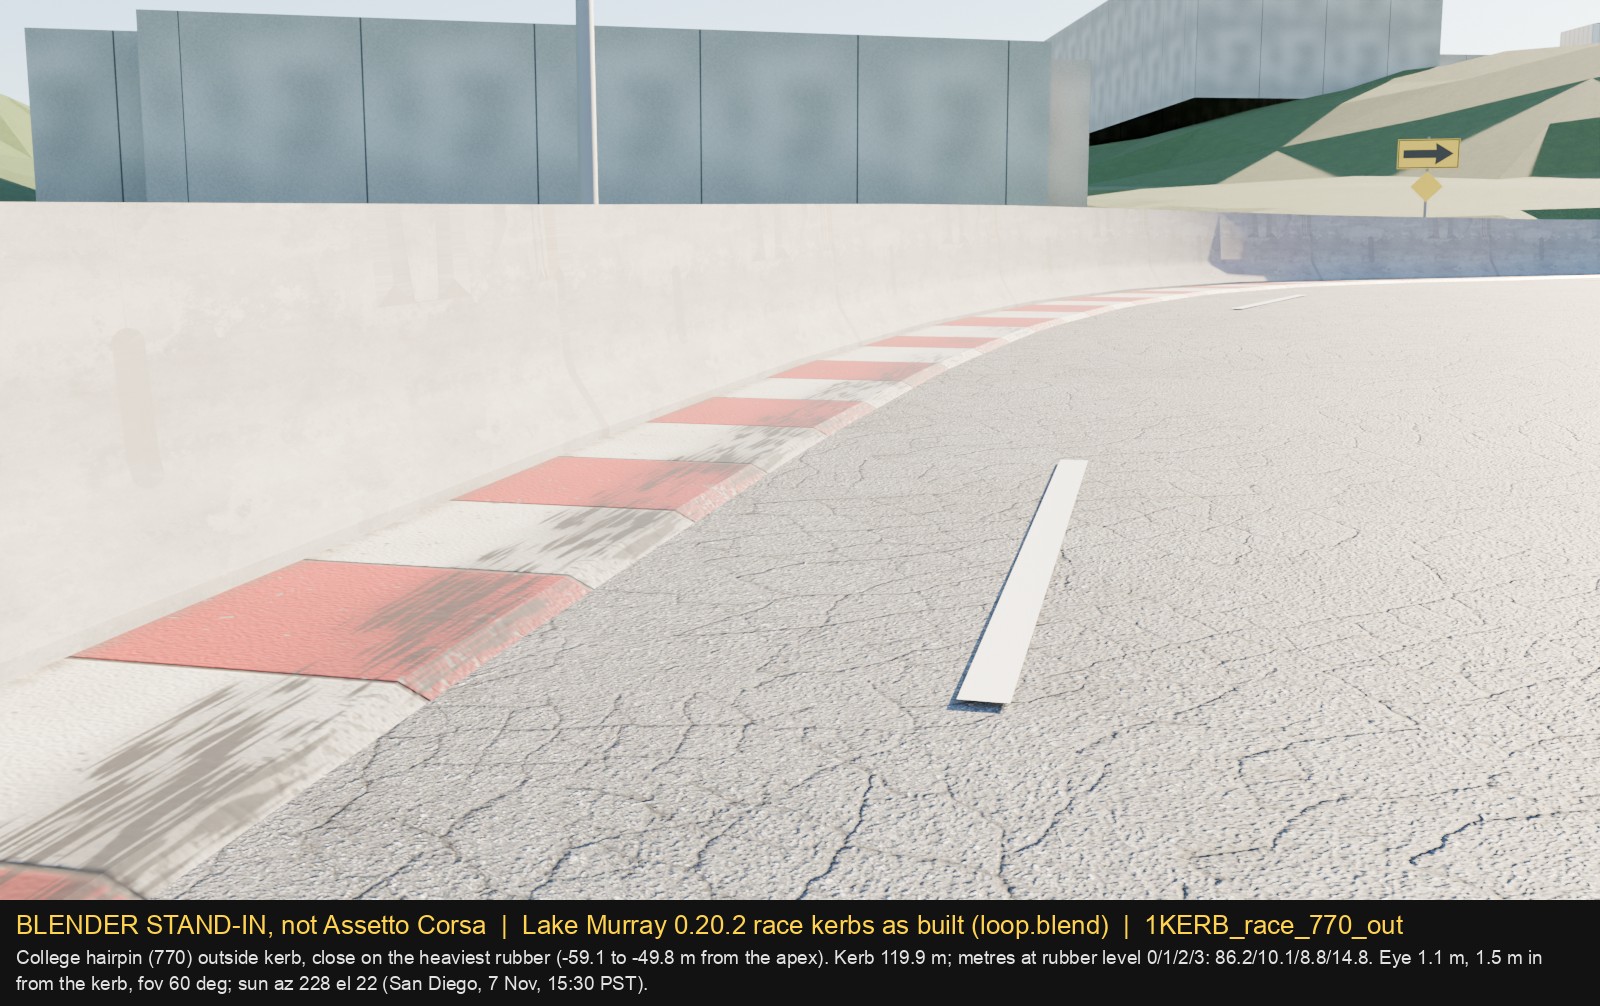 BLENDER STAND-IN, not Assetto Corsa | Lake Murray 0.20.2 race kerbs as built (loop.blend) | 1KERB_race_770_out
College hairpin (770) outside kerb, close on the heaviest rubber (-59.1 to -49.8 m from the apex). Kerb 119.9 m; metres at rubber level 0/1/2/3: 86.2/10.1/8.8/14.8. Eye 1.1 m, 1.5 m in
from the kerb, fov 60 deg; sun az 228 el 22 (San Diego, 7 Nov, 15:30 PST).